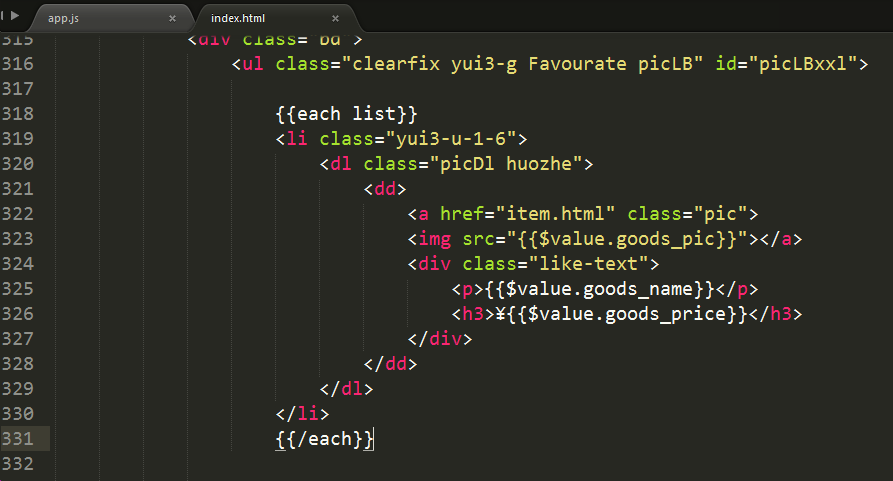 app.js × index.html ×
315 <div class="bd">
316 <ul class="clearfix yui3-g Favourate picLB" id="picLBxxl">
317
318 {{each list}}
319 <li class="yui3-u-1-6">
320 <dl class="picDl huozhe">
321 <dd>
322 <a href="item.html" class="pic">
323 <img src="{{$value.goods_pic}}"></a>
324 <div class="like-text">
325 <p>{{$value.goods_name}}</p>
326 <h3>¥{{$value.goods_price}}</h3>
327 </div>
328 </dd>
329 </dl>
330 </li>
331 {{/each}}
332